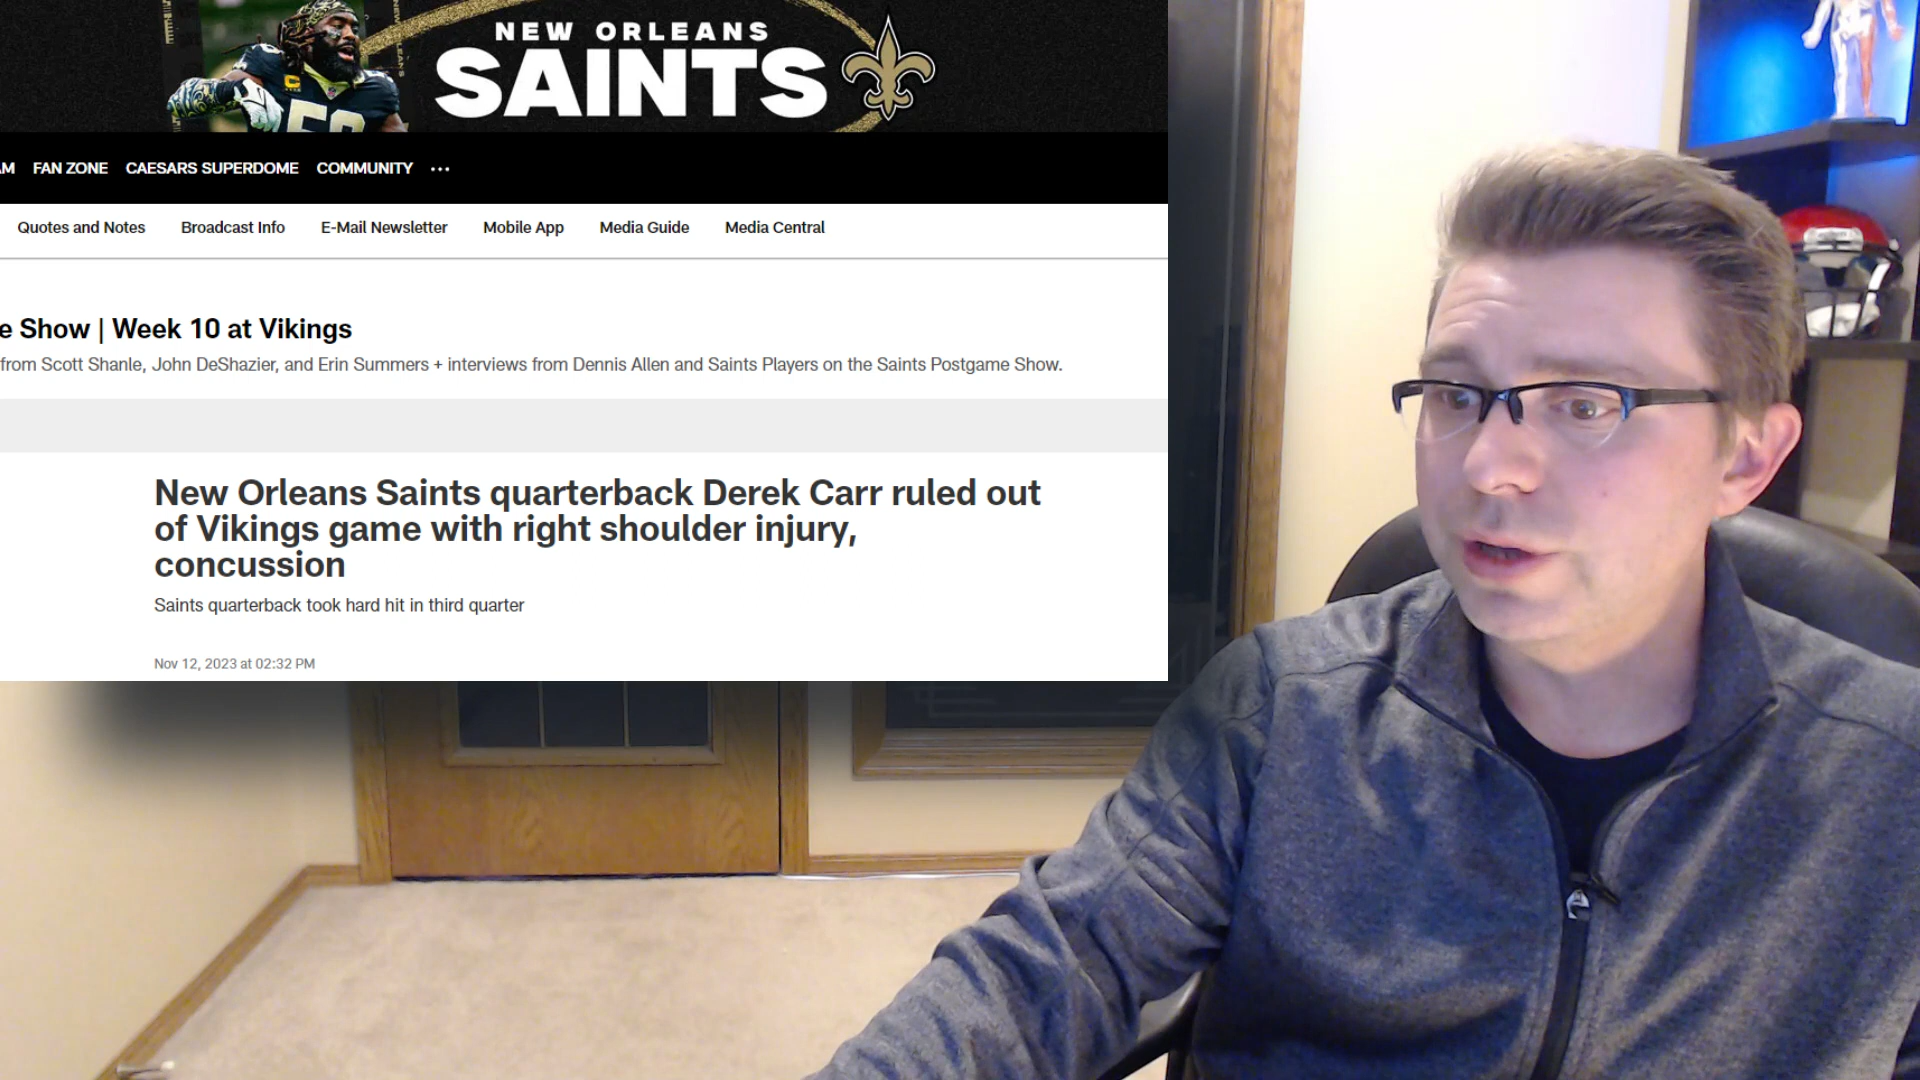 NEW ORLEANS
SAINTS
AM FAN ZONE CAESARS SUPERDOME COMMUNITY ...
Quotes and Notes Broadcast Info E-Mail Newsletter Mobile App Media Guide Media Central
e Show | Week 10 at Vikings
from Scott Shanle, John DeShazier, and Erin Summers + interviews from Dennis Allen and Saints Players on the Saints Postgame Show.
New Orleans Saints quarterback Derek Carr ruled out
of Vikings game with right shoulder injury,
concussion
Saints quarterback took hard hit in third quarter
Nov 12, 2023 at 02:32 PM